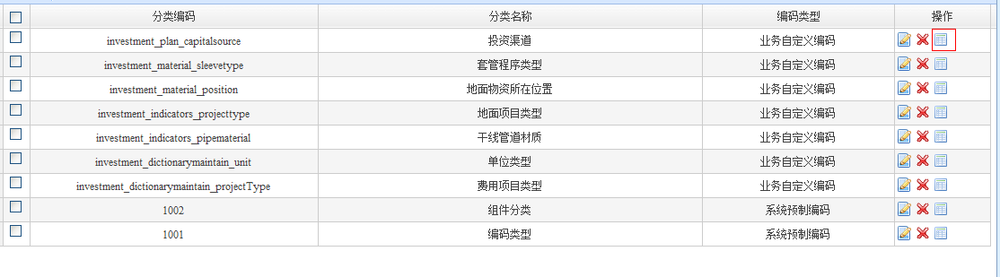 分类编码 分类名称 编码类型 操作
investment_plan_capitalsource 投资渠道 业务自定义编码
investment_material_sleevetype 套管程序类型 业务自定义编码
investment_material_position 地面物资所在位置 业务自定义编码
investment_indicators_projecttype 地面项目类型 业务自定义编码
investment_indicators_pipematerial 干线管道材质 业务自定义编码
investment_dictionarymaintain_unit 单位类型 业务自定义编码
investment_dictionarymaintain_projectType 费用项目类型 业务自定义编码
1002 组件分类 系统预制编码
1001 编码类型 系统预制编码